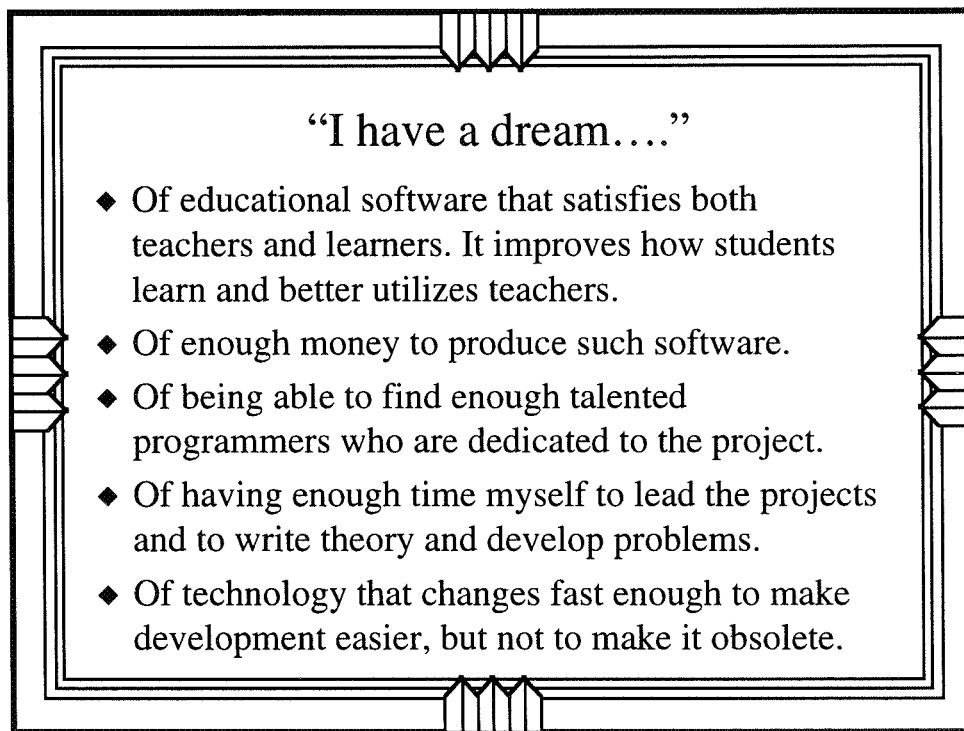 “I have a dream....”
◆ Of educational software that satisfies both
teachers and learners. It improves how students
learn and better utilizes teachers.
◆ Of enough money to produce such software.
◆ Of being able to find enough talented
programmers who are dedicated to the project.
◆ Of having enough time myself to lead the projects
and to write theory and develop problems.
◆ Of technology that changes fast enough to make
development easier, but not to make it obsolete.